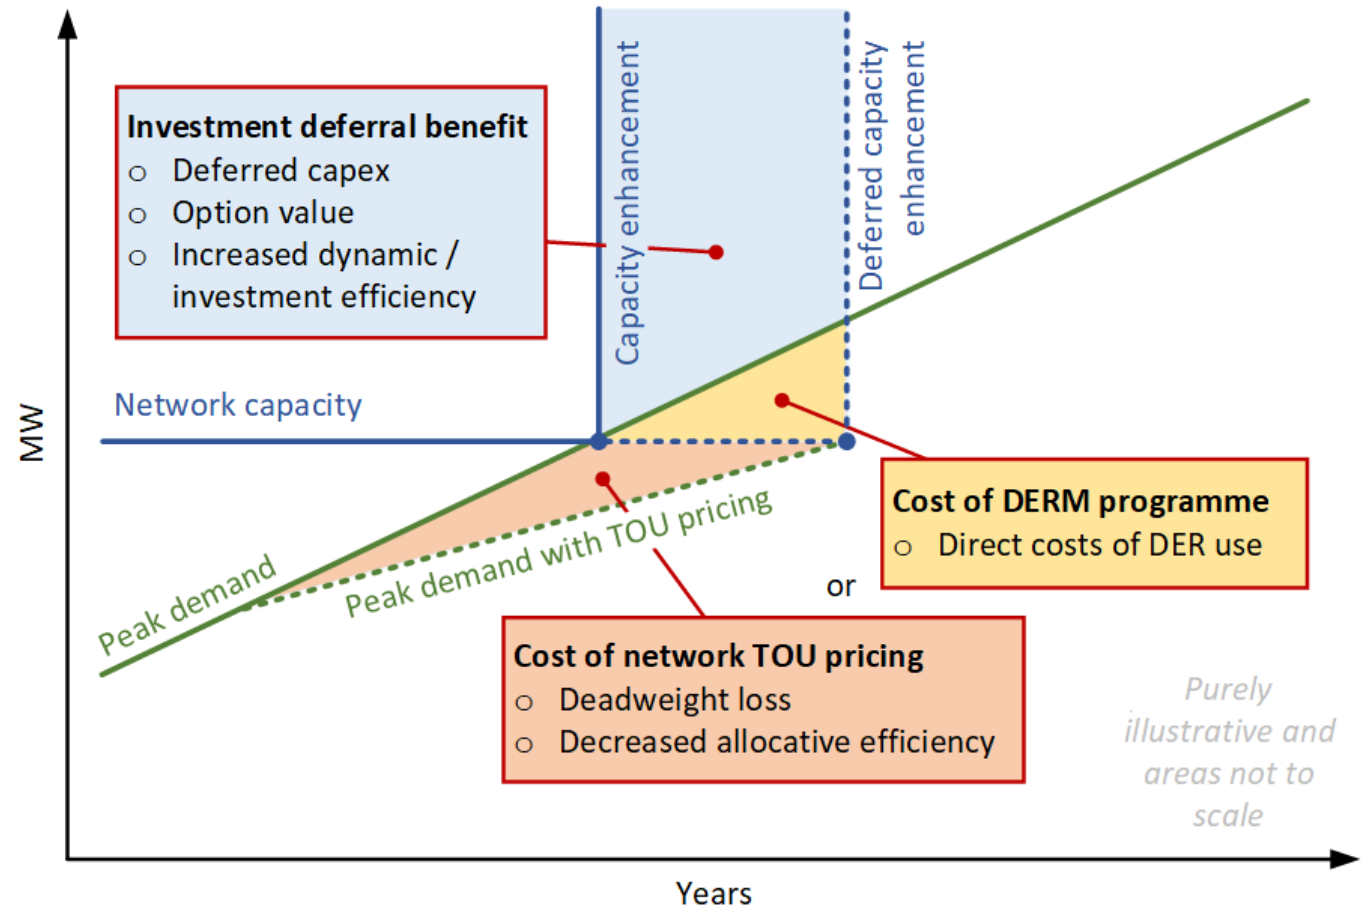 Investment deferral benefit
o Deferred capex
o Option value
o Increased dynamic /
investment efficiency
Capacity enhancement
Deferred capacity
enhancement
Network capacity
MW
Peak demand
Peak demand with TOU pricing
Cost of DERM programme
o Direct costs of DER use
or
Cost of network TOU pricing
o Deadweight loss
o Decreased allocative efficiency
Purely
illustrative and
areas not to
scale
Years